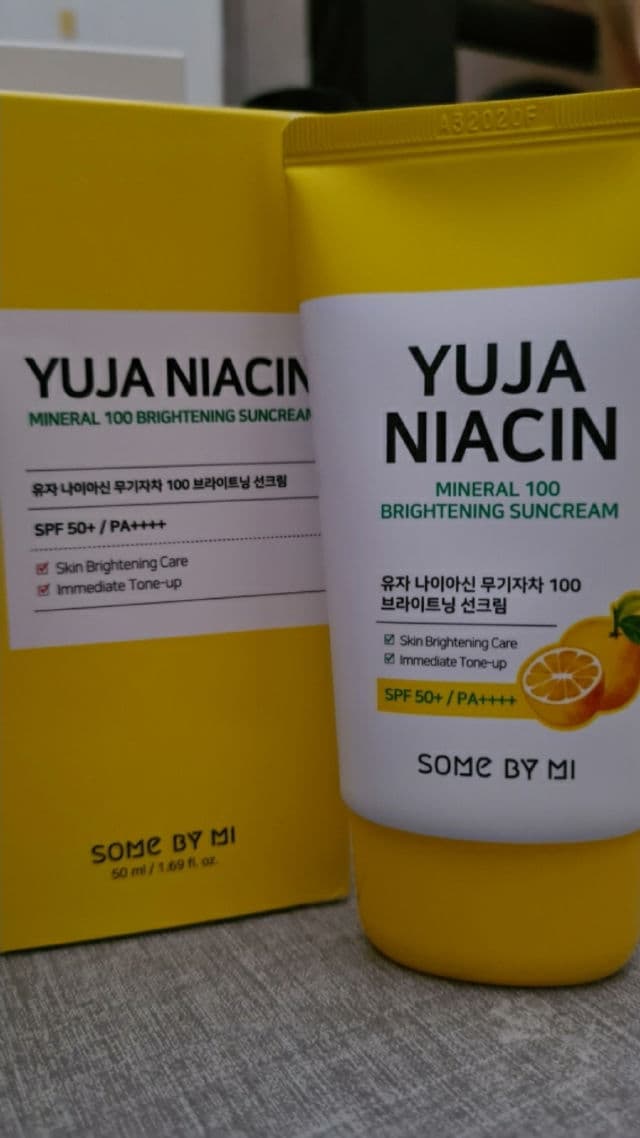 YUJA NIACIN
MINERAL 100 BRIGHTENING SUNCREAM
유자 나이아신 무기자차 100 브라이트닝 선크림
SPF 50+ / PA++++
Skin Brightening Care
Immediate Tone-up
SOME BY MI
50 ml / 1.69 fl. oz.
A32020F
YUJA
NIACIN
MINERAL 100
BRIGHTENING SUNCREAM
유자 나이아신 무기자차 100
브라이트닝 선크림
Skin Brightening Care
Immediate Tone-up
SPF 50+ / PA++++
SOME BY MI